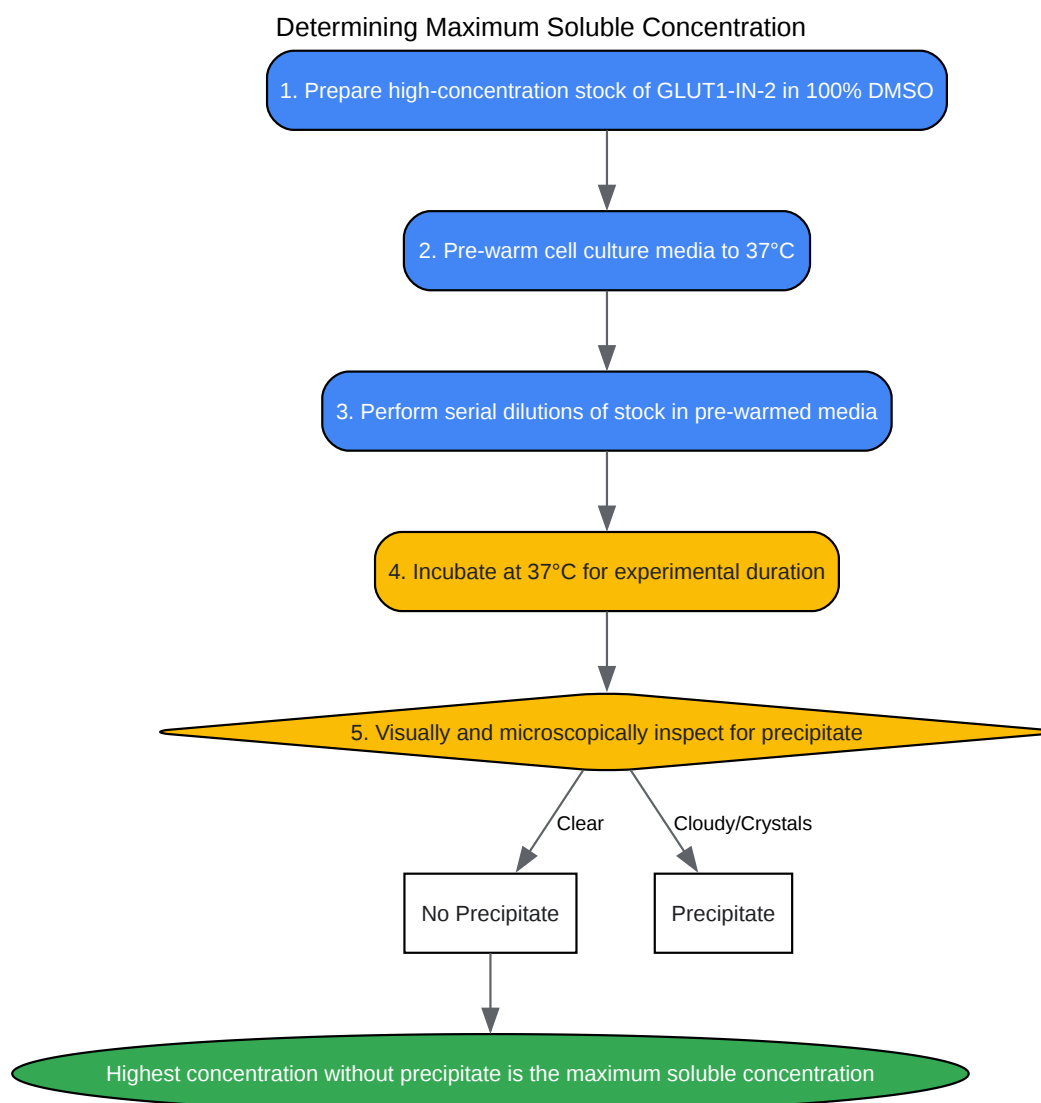 Determining Maximum Soluble Concentration
1. Prepare high-concentration stock of GLUT1-IN-2 in 100% DMSO
2. Pre-warm cell culture media to 37°C
3. Perform serial dilutions of stock in pre-warmed media
4. Incubate at 37°C for experimental duration
5. Visually and microscopically inspect for precipitate
Clear
Cloudy/Crystals
No Precipitate
Precipitate
Highest concentration without precipitate is the maximum soluble concentration